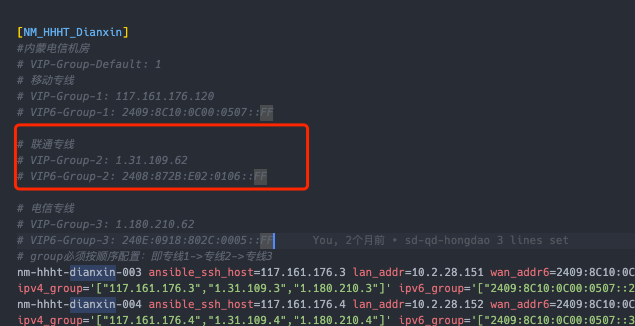 [NM_HHHT_Dianxin]
#内蒙电信机房
# VIP-Group-Default: 1
# 移动专线
# VIP-Group-1: 117.161.176.120
# VIP6-Group-1: 2409:8C10:0C00:0507::FF
# 联通专线
# VIP-Group-2: 1.31.109.62
# VIP6-Group-2: 2408:872B:E02:0106::FF
# 电信专线
# VIP-Group-3: 1.180.210.62
# VIP6-Group-3: 240E:0918:802C:0005::FF You, 2个月前 • sd-qd-hongdao 3 lines set
# group必须按顺序配置：即专线1->专线2->专线3
nm-hhht-dianxin-003 ansible_ssh_host=117.161.176.3 lan_addr=10.2.28.151 wan_addr6=2409:8C10:0C
ipv4_group='["117.161.176.3","1.31.109.3","1.180.210.3"]' ipv6_group='["2409:8C10:0C00:0507::2
nm-hhht-dianxin-004 ansible_ssh_host=117.161.176.4 lan_addr=10.2.28.152 wan_addr6=2409:8C10:0C
ipv4_group='["117.161.176.4","1.31.109.4","1.180.210.4"]' ipv6_group='["2409:8C10:0C00:0507::3